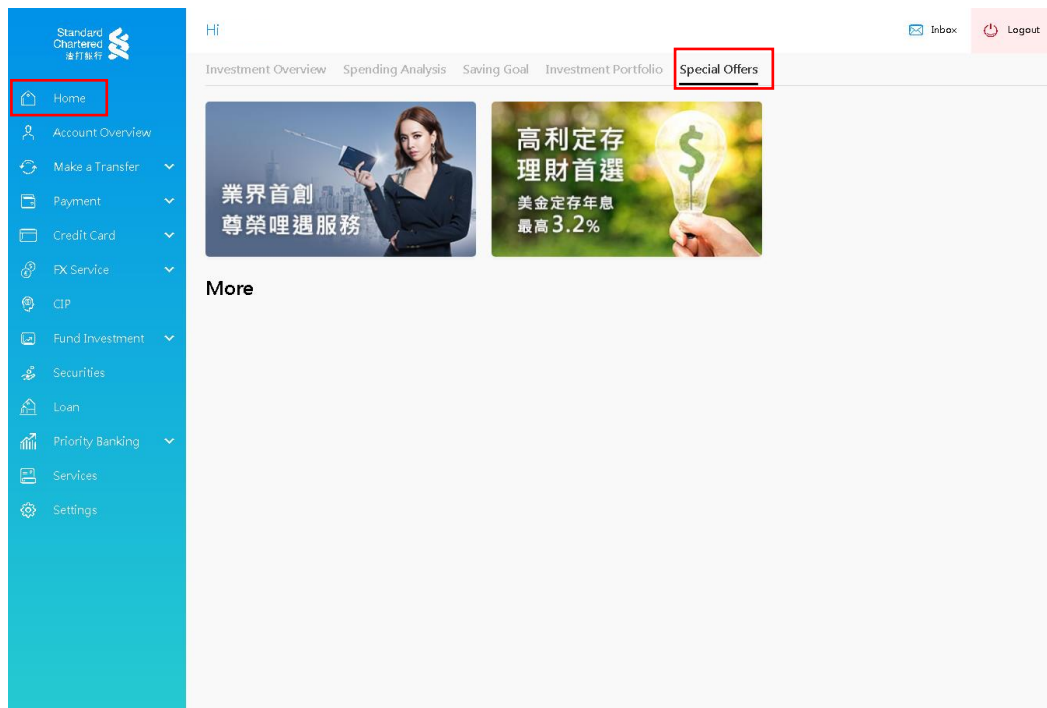 Standard
Chartered
渣打銀行
Hi
Inbox
Logout
Investment Overview
Spending Analysis
Saving Goal
Investment Portfolio
Special Offers
Home
Account Overview
Make a Transfer
Payment
Credit Card
FX Service
CIP
Fund Investment
Securities
Loan
Priority Banking
Services
Settings
業界首創
尊榮哩遇服務
高利定存
理財首選
美金定存年息
最高3.2%
More